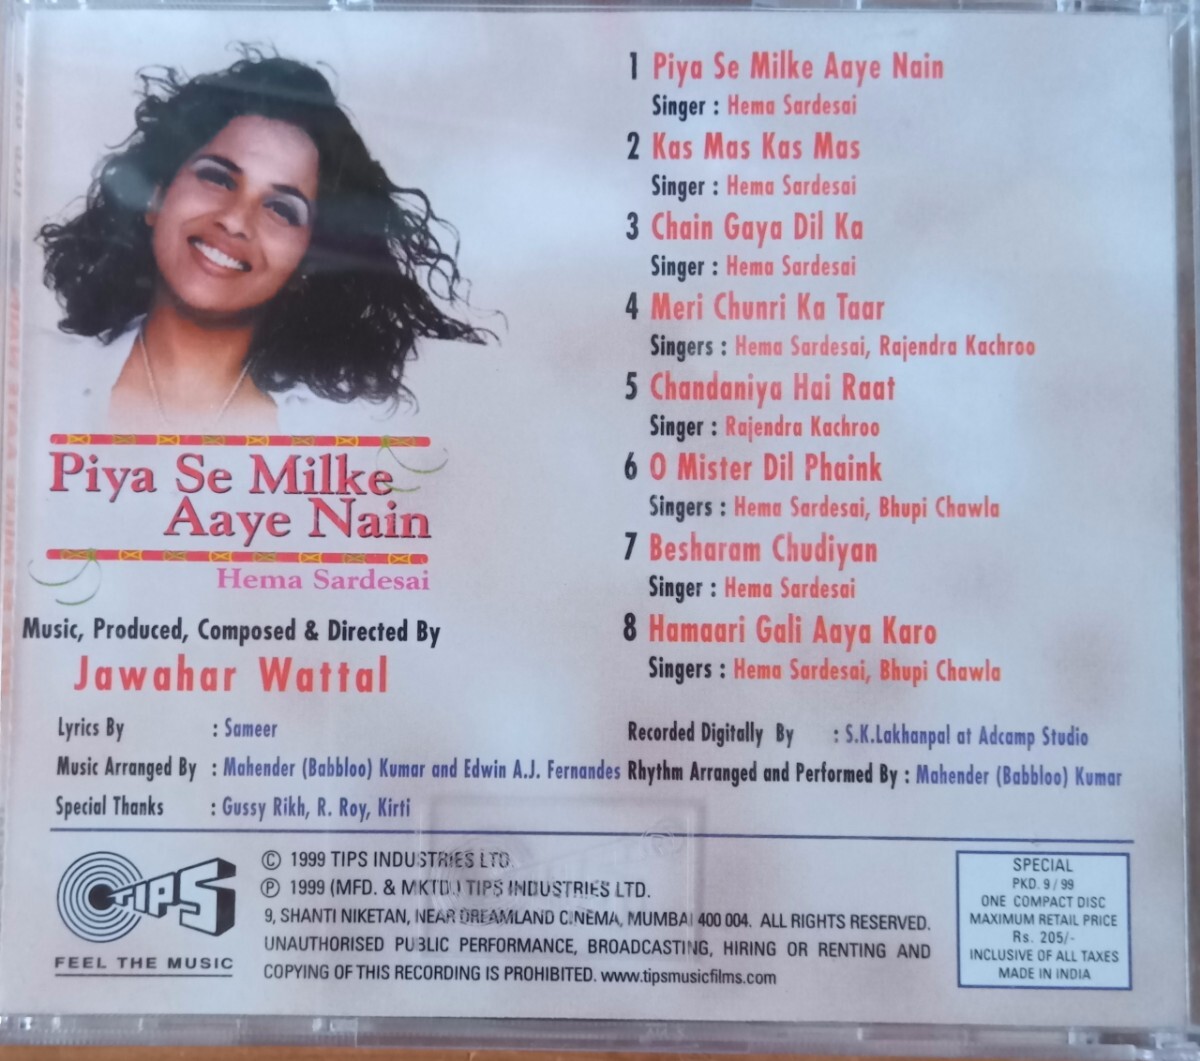 1 Piya Se Milke Aaye Nain
Singer : Hema Sardesai
2 Kas Mas Kas Mas
Singer : Hema Sardesai
3 Chain Gaya Dil Ka
Singer : Hema Sardesai
4 Meri Chunri Ka Taar
Singers : Hema Sardesai, Rajendra Kachroo
5 Chandaniya Hai Raat
Singer : Rajendra Kachroo
6 O Mister Dil Phaink
Singers : Hema Sardesai, Bhupi Chawla
7 Besharam Chudiyan
Singer : Hema Sardesai
8 Hamaari Gali Aaya Karo
Singers : Hema Sardesai, Bhupi Chawla
Piya Se Milke
Aaye Nain
Hema Sardesai
Music, Produced, Composed & Directed By
Jawahar Wattal
Lyrics By : Sameer
Music Arranged By : Mahender (Babbloo) Kumar and Edwin A.J. Fernandes
Special Thanks : Gussy Rikh, R. Roy, Kirti
Recorded Digitally By : S.K.Lakhanpal at Adcamp Studio
Rhythm Arranged and Performed By : Mahender (Babbloo) Kumar
TIPS
FEEL THE MUSIC
© 1999 TIPS INDUSTRIES LTD.
℗ 1999 (MFD. & MKTD.) TIPS INDUSTRIES LTD.
9, SHANTI NIKETAN, NEAR DREAMLAND CINEMA, MUMBAI 400 004. ALL RIGHTS RESERVED.
UNAUTHORISED PUBLIC PERFORMANCE, BROADCASTING, HIRING OR RENTING AND
COPYING OF THIS RECORDING IS PROHIBITED. www.tipsmusicfilms.com
SPECIAL
PKD. 9/99
ONE COMPACT DISC
MAXIMUM RETAIL PRICE
Rs. 205/-
INCLUSIVE OF ALL TAXES
MADE IN INDIA